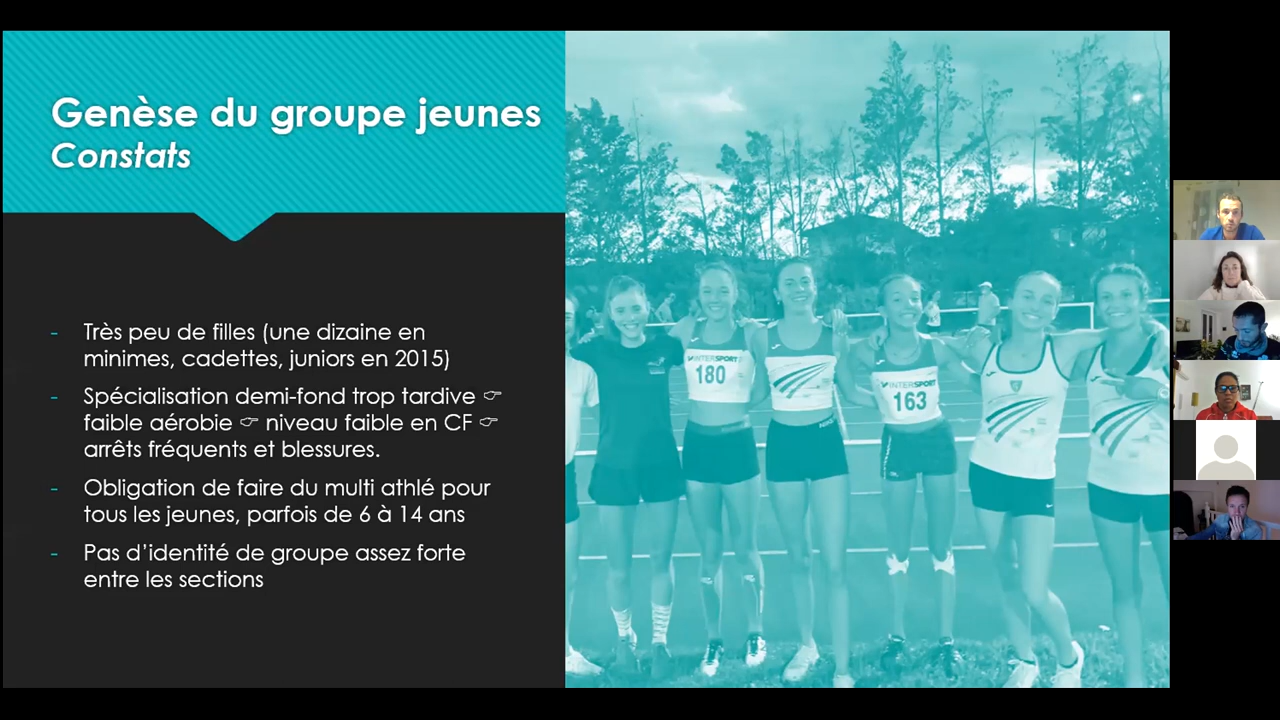 Genèse du groupe jeunes
Constats
- Très peu de filles (une dizaine en
minimes, cadettes, juniors en 2015)
- Spécialisation demi-fond trop tardive 👉
faible aérobie 👉 niveau faible en CF 👉
arrêts fréquents et blessures.
- Obligation de faire du multi athlé pour
tous les jeunes, parfois de 6 à 14 ans
- Pas d’identité de groupe assez forte
entre les sections
INTERSPORT
180
INTERSPORT
163